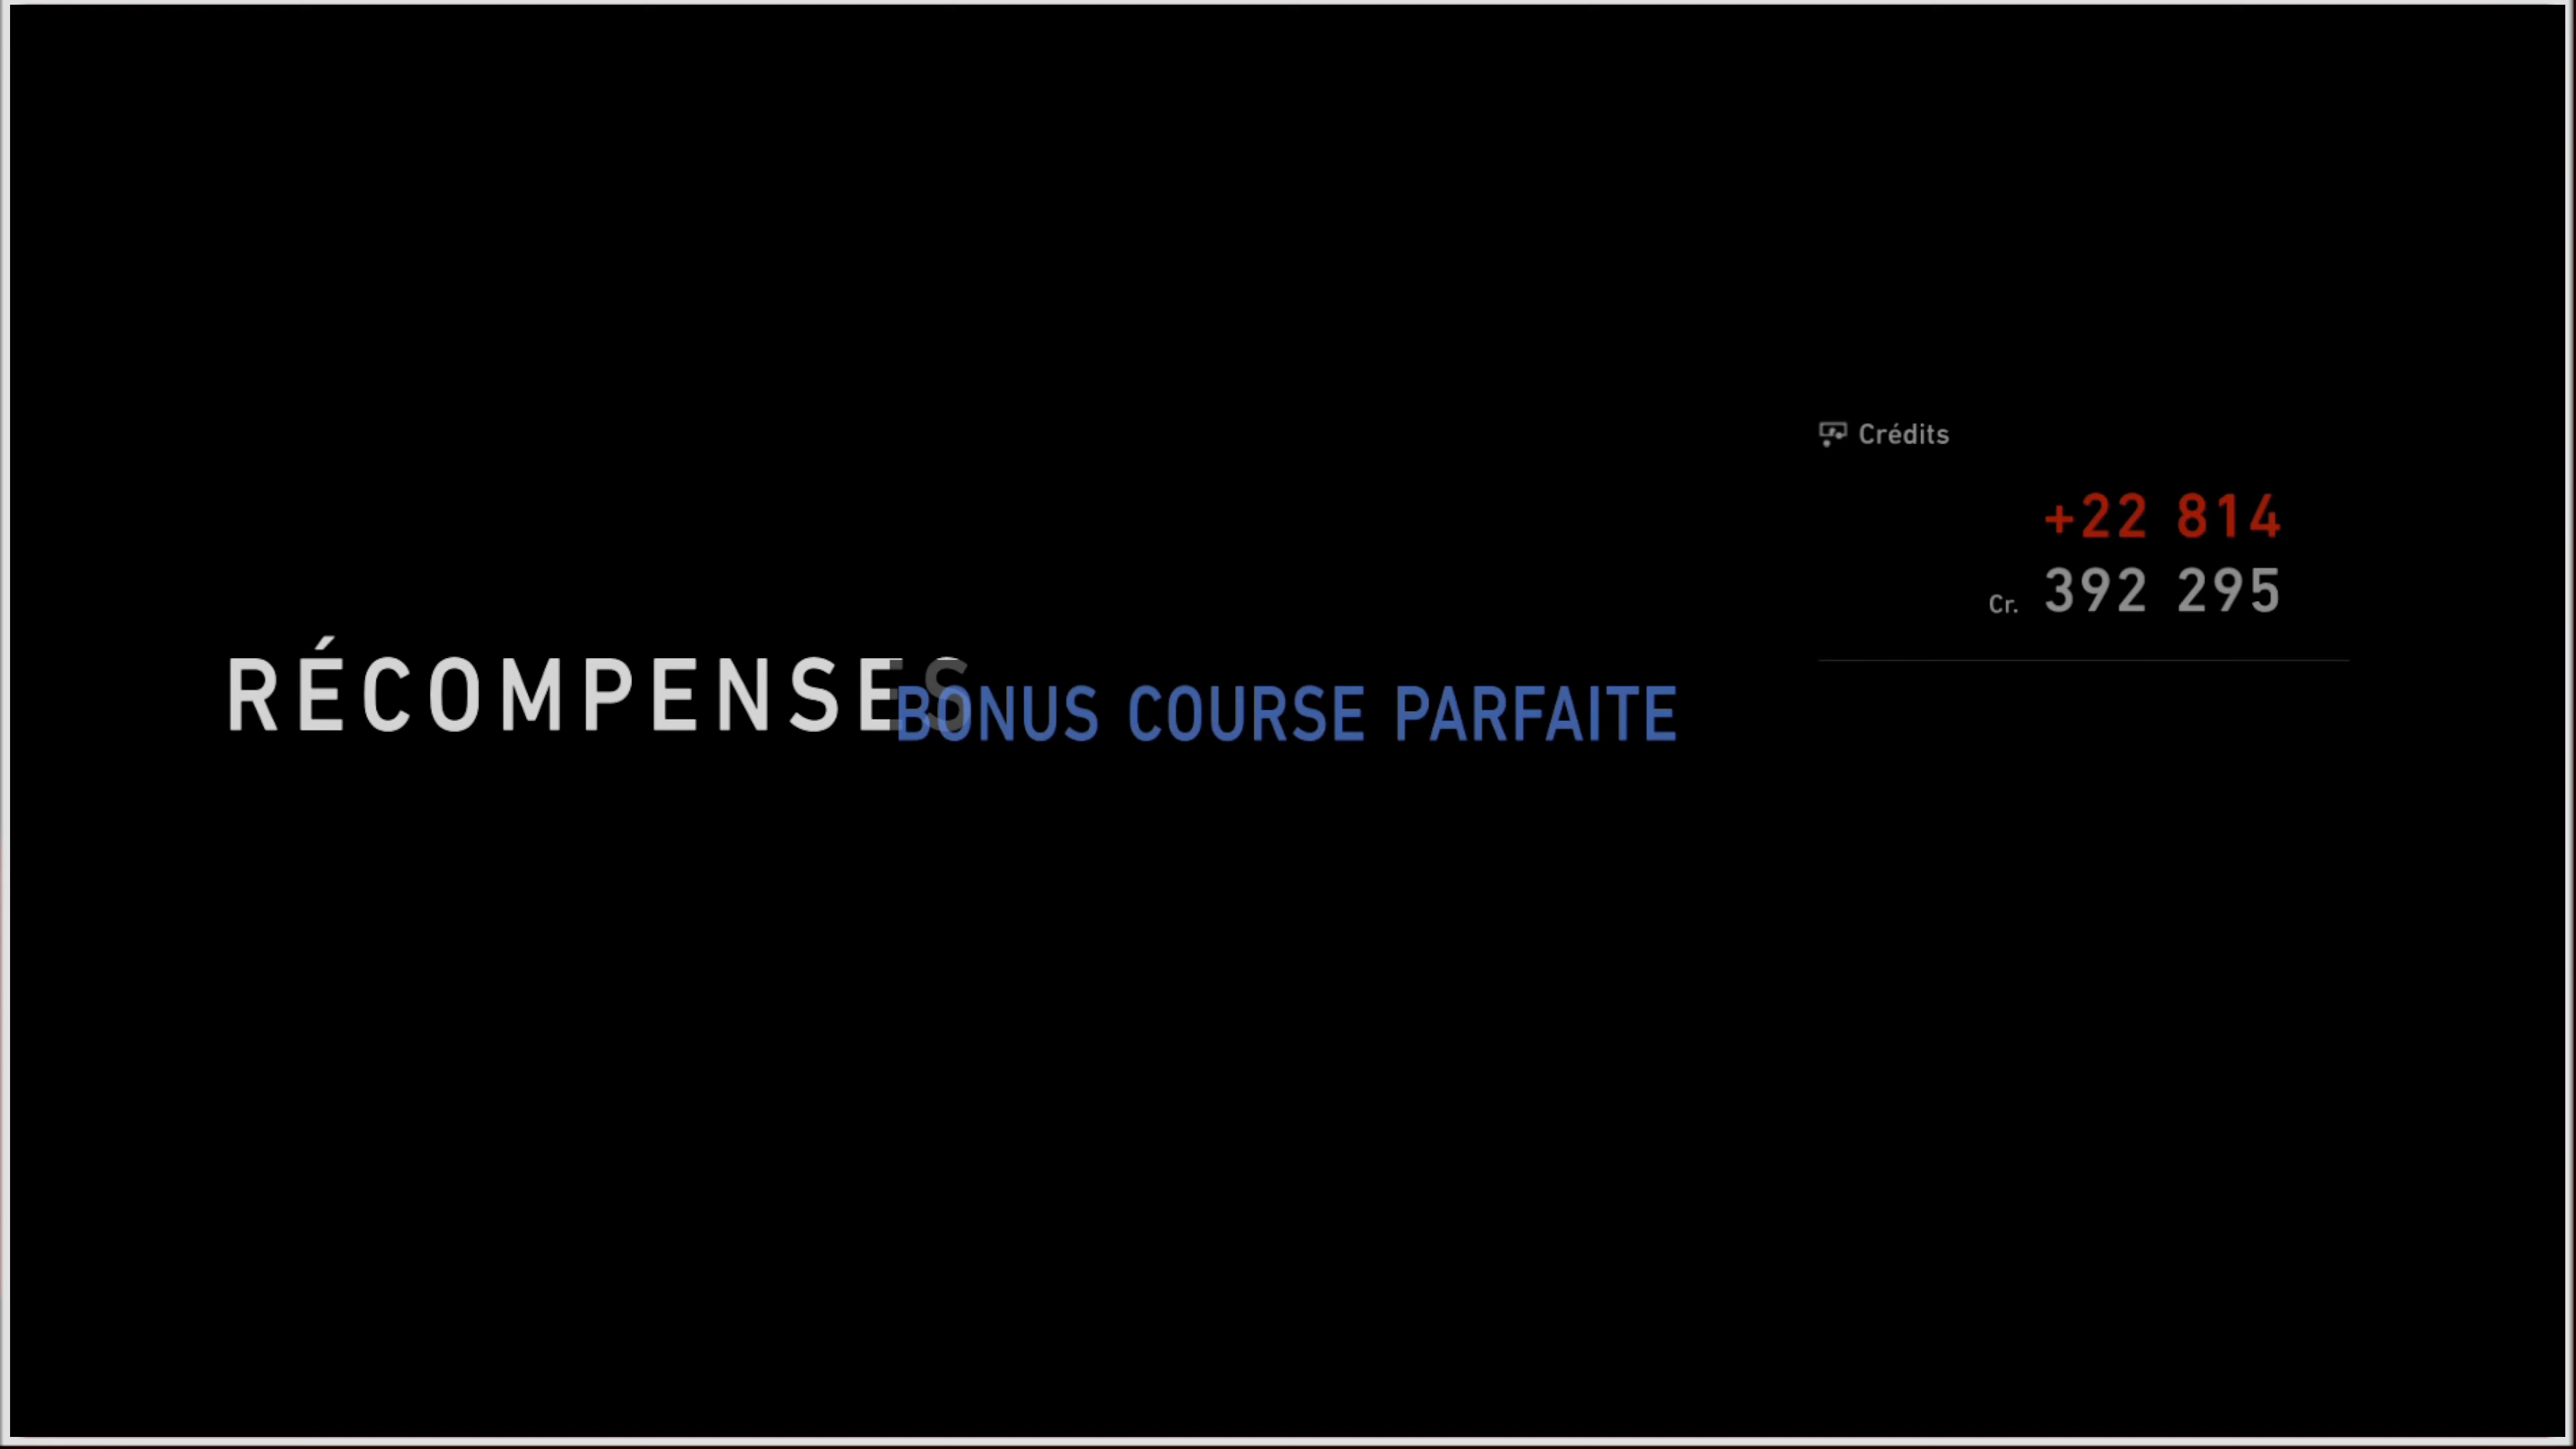 Crédits
+22 814
Cr. 392 295
RÉCOMPENSES
BONUS COURSE PARFAITE